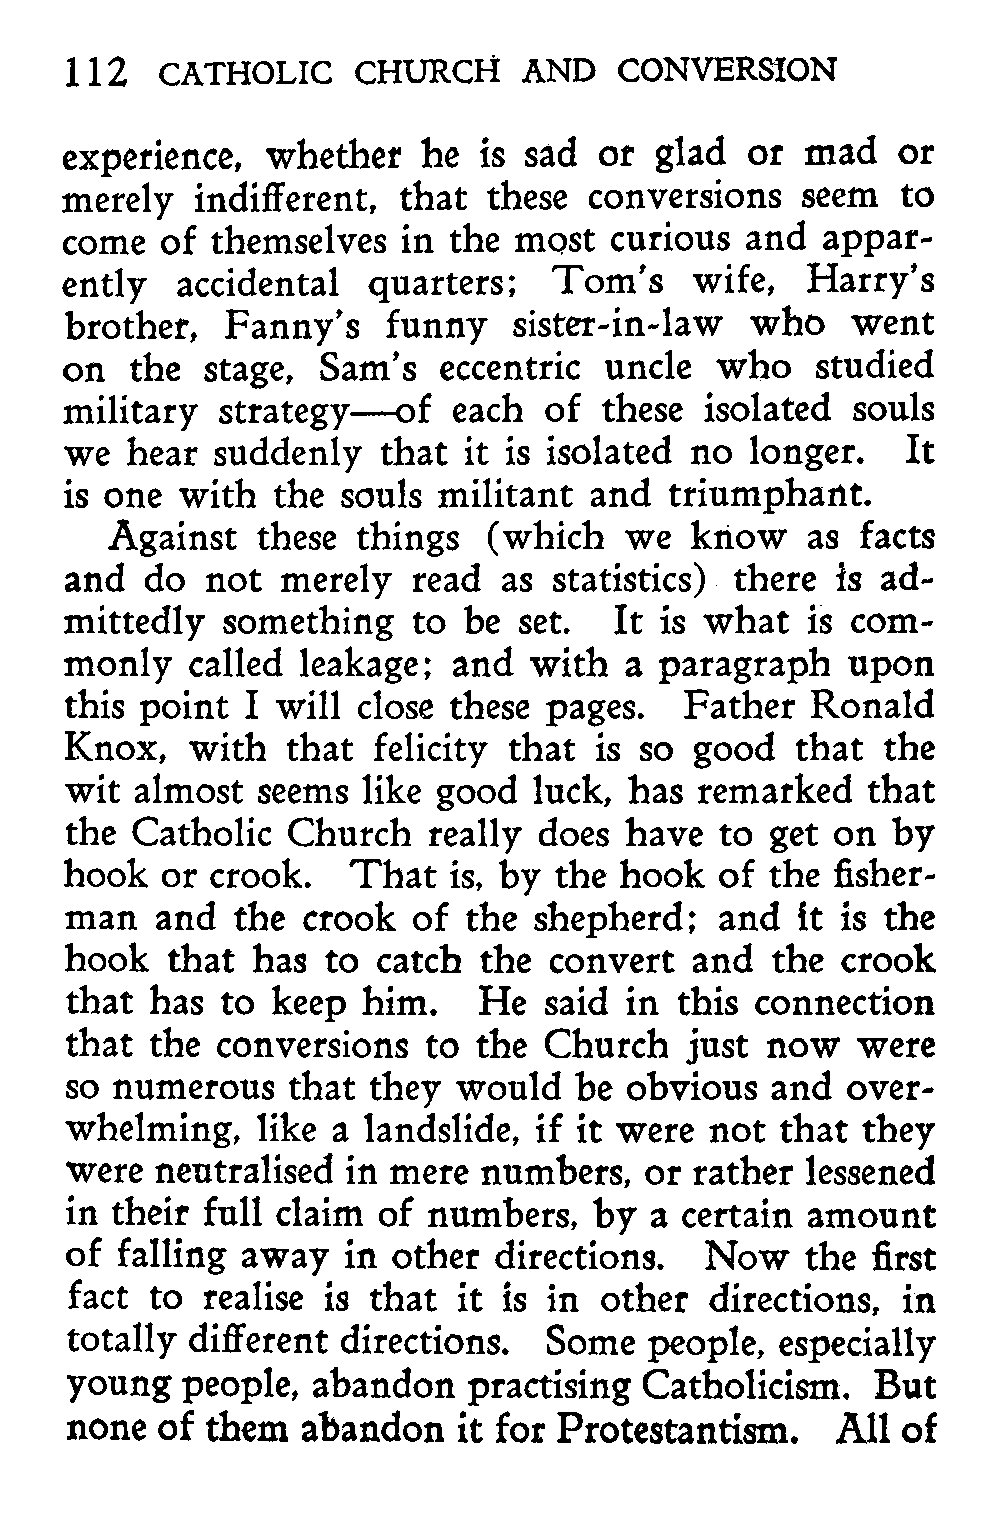 112 CATHOLIC CHURCH AND CONVERSION
experience, whether he is sad or glad or mad or
merely indifferent, that these conversions seem to
come of themselves in the most curious and appar-
ently accidental quarters; Tom's wife, Harry's
brother, Fanny's funny sister-in-law who went
on the stage, Sam's eccentric uncle who studied
military strategy—of each of these isolated souls
we hear suddenly that it is isolated no longer. It
is one with the souls militant and triumphant.
Against these things (which we know as facts
and do not merely read as statistics) there is ad-
mittedly something to be set. It is what is com-
monly called leakage; and with a paragraph upon
this point I will close these pages. Father Ronald
Knox, with that felicity that is so good that the
wit almost seems like good luck, has remarked that
the Catholic Church really does have to get on by
hook or crook. That is, by the hook of the fisher-
man and the crook of the shepherd; and it is the
hook that has to catch the convert and the crook
that has to keep him. He said in this connection
that the conversions to the Church just now were
so numerous that they would be obvious and over-
whelming, like a landslide, if it were not that they
were neutralised in mere numbers, or rather lessened
in their full claim of numbers, by a certain amount
of falling away in other directions. Now the first
fact to realise is that it is in other directions, in
totally different directions. Some people, especially
young people, abandon practising Catholicism. But
none of them abandon it for Protestantism. All of